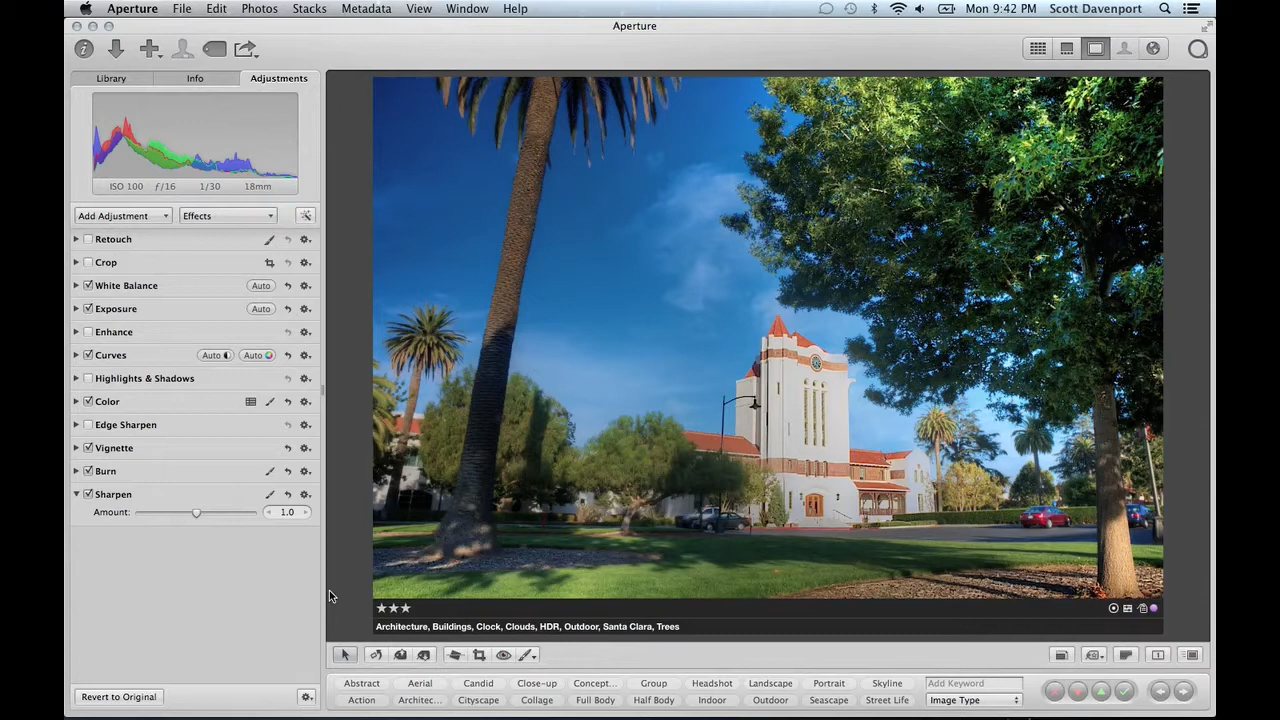 Aperture File Edit Photos Stacks Metadata View Window Help Mon 9:42 PM Scott Davenport
Aperture
Library Info Adjustments
ISO 100 ƒ/16 1/30 18mm
Add Adjustment Effects
Retouch
Crop
White Balance Auto
Exposure Auto
Enhance
Curves Auto Auto
Highlights & Shadows
Color
Edge Sharpen
Vignette
Burn
Sharpen
Amount: 1.0
Architecture, Buildings, Clock, Clouds, HDR, Outdoor, Santa Clara, Trees
Abstract Aerial Candid Close-up Concept... Group Headshot Landscape Portrait Skyline Add Keyword
Action Architec... Cityscape Collage Full Body Half Body Indoor Outdoor Seascape Street Life Image Type
Revert to Original